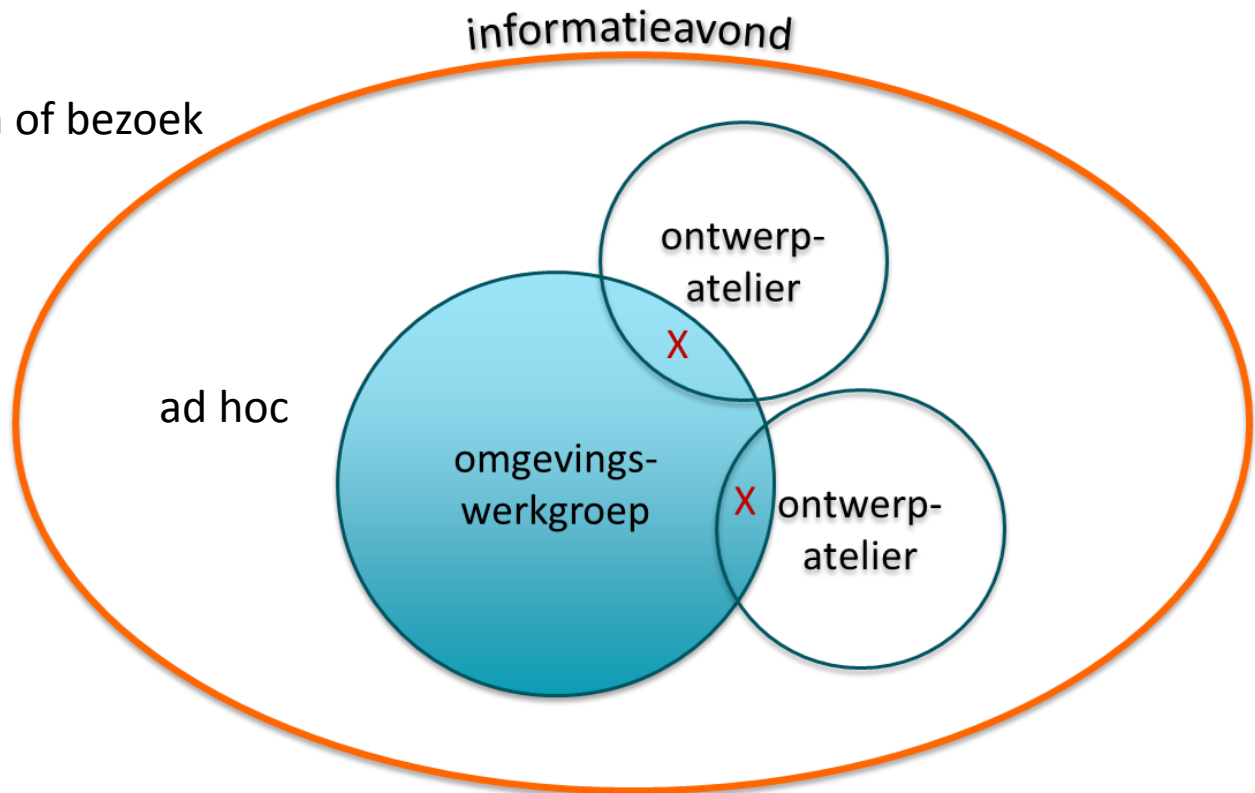 informatieavond
of bezoek
ontwerp-
atelier
X
ad hoc
omgevings-
werkgroep
X
ontwerp-
atelier